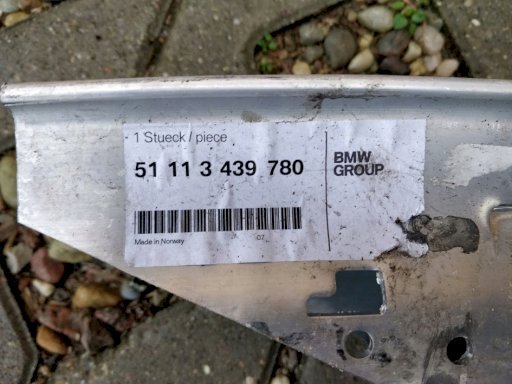 1 Stueck / piece
51 11 3 439 780
BMW
GROUP
Made in Norway
07